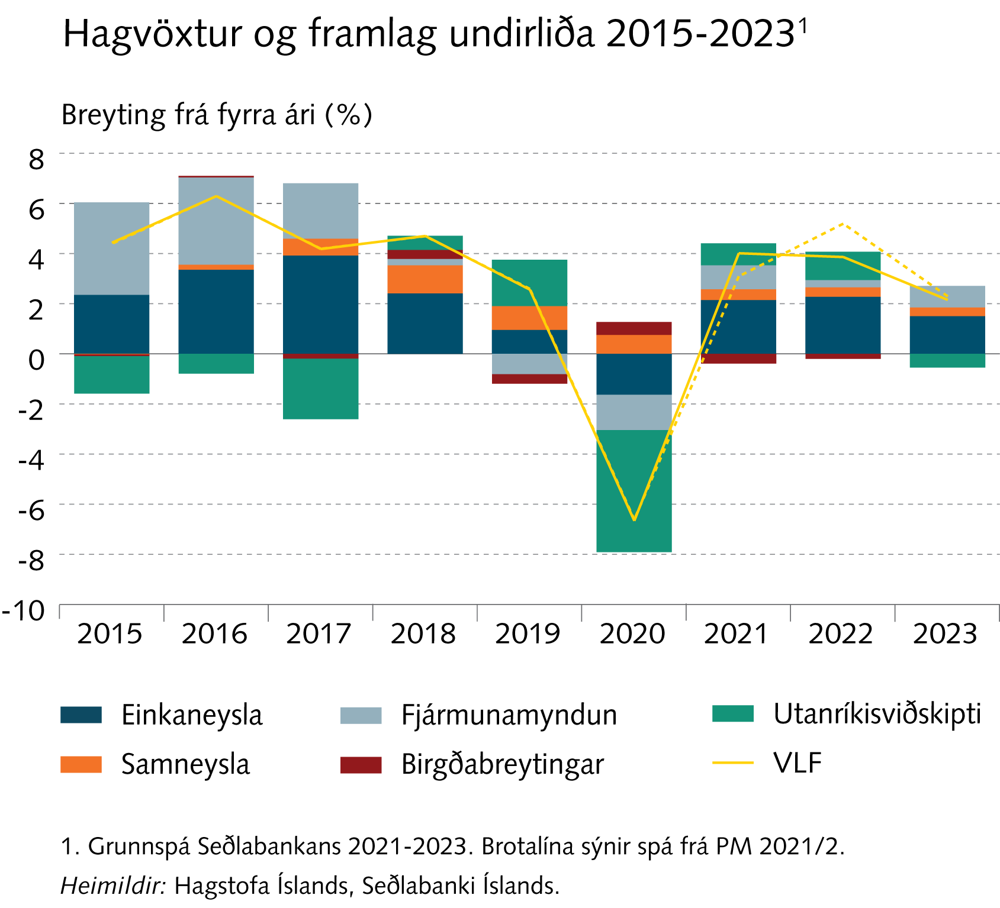 Hagvöxtur og framlag undirliða 2015-2023¹
Breyting frá fyrra ári (%)
8
6
4
2
0
-2
-4
-6
-8
-10
2015 2016 2017 2018 2019 2020 2021 2022 2023
Einkaneysla Fjármunamyndun Utanríkisviðskipti
Samneysla Birgðabreytingar VLF
1. Grunnspá Seðlabankans 2021-2023. Brotalína sýnir spá frá PM 2021/2.
Heimildir: Hagstofa Íslands, Seðlabanki Íslands.